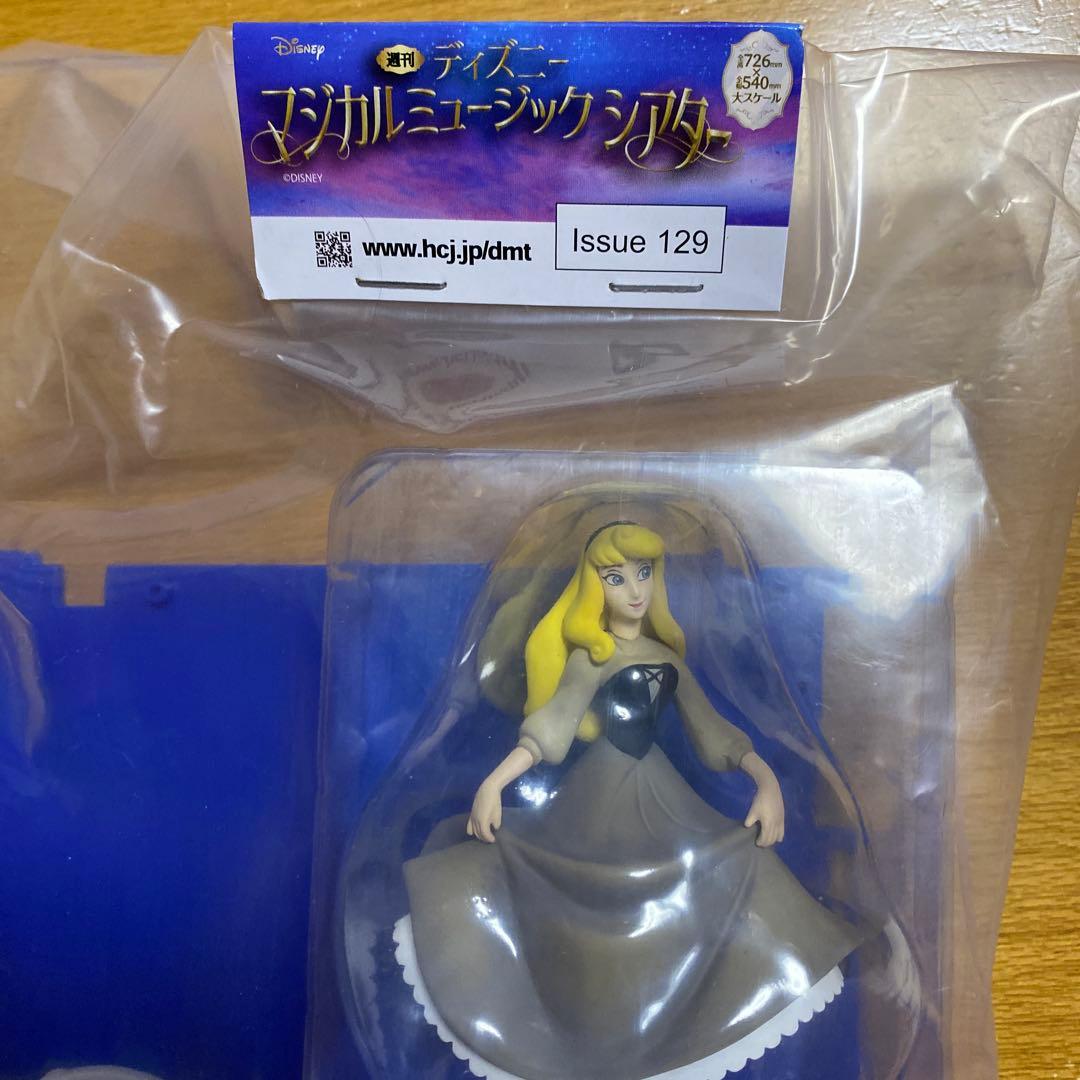 Disney
週刊 ディズニー
マジカルミュージックシアター
©DISNEY
全高726mm
×
全幅540mm
大スケール
www.hcj.jp/dmt
Issue 129